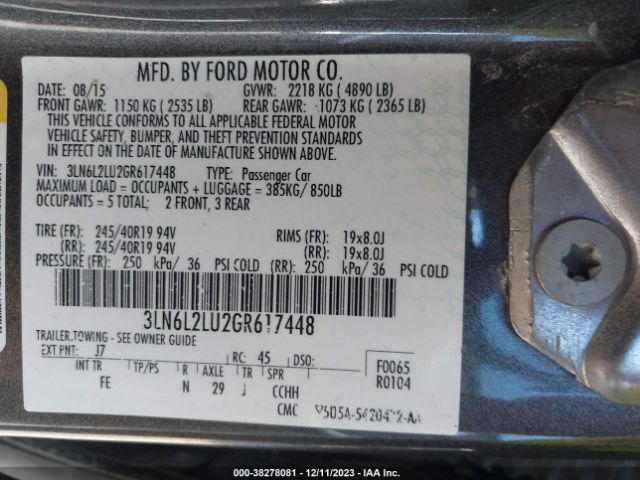 MFD. BY FORD MOTOR CO.
DATE: 08/15 GVWR: 2218 KG ( 4890 LB)
FRONT GAWR: 1150 KG ( 2535 LB) REAR GAWR: 1073 KG ( 2365 LB)
THIS VEHICLE CONFORMS TO ALL APPLICABLE FEDERAL MOTOR
VEHICLE SAFETY, BUMPER, AND THEFT PREVENTION STANDARDS
IN EFFECT ON THE DATE OF MANUFACTURE SHOWN ABOVE.
VIN: 3LN6L2LU2GR617448 TYPE: Passenger Car
MAXIMUM LOAD = OCCUPANTS + LUGGAGE = 385KG/ 850LB
OCCUPANTS = 5 TOTAL; 2 FRONT, 3 REAR
TIRE (FR): 245/40R19 94V RIMS (FR): 19x8.0J
(RR): 245/40R19 94V (RR): 19x8.0J
PRESSURE (FR): 250 kPa/ 36 PSI COLD (RR): 250 kPa/ 36 PSI COLD
3LN6L2LU2GR617448
TRAILER TOWING - SEE OWNER GUIDE
EXT PNT: J7 RC: 45 DSO: F0065
INT TR TP/PS R AXLE TR SPR R0104
FE N 29 J CCHH
CMC
000-38278081 - 12/11/2023 - IAA Inc.